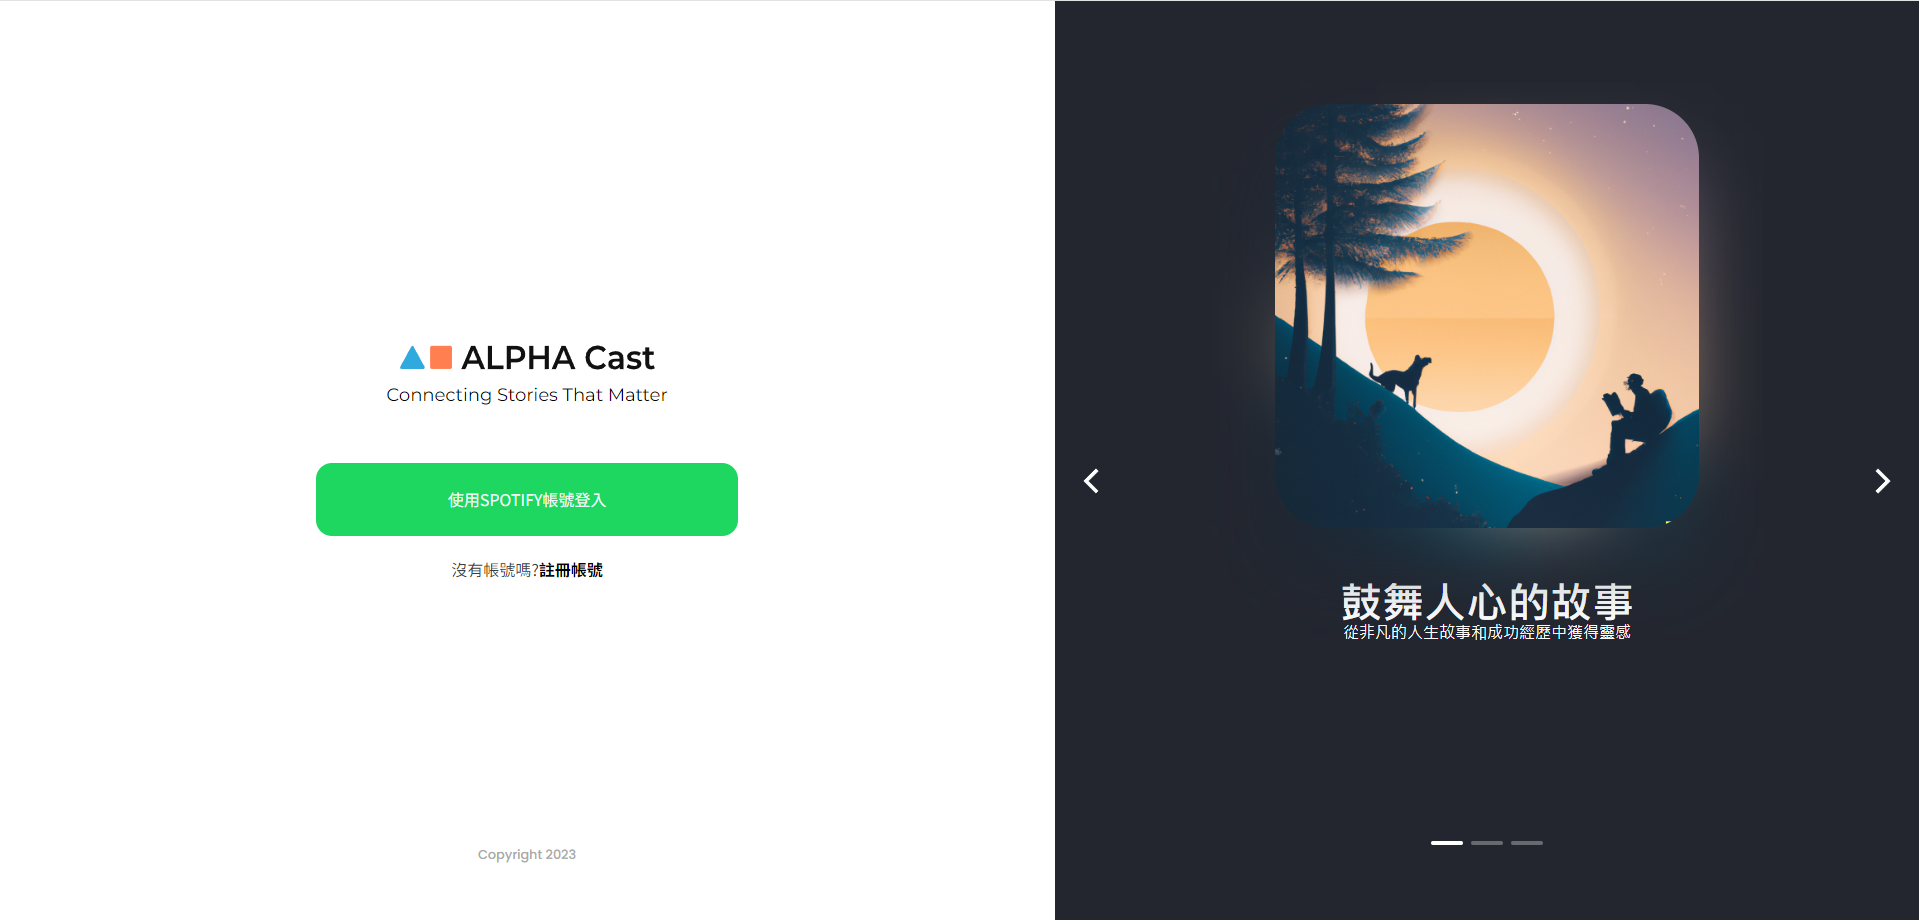 ALPHA Cast
Connecting Stories That Matter
使用SPOTIFY帳號登入
沒有帳號嗎?註冊帳號
Copyright 2023
鼓舞人心的故事
從非凡的人生故事和成功經歷中獲得靈感